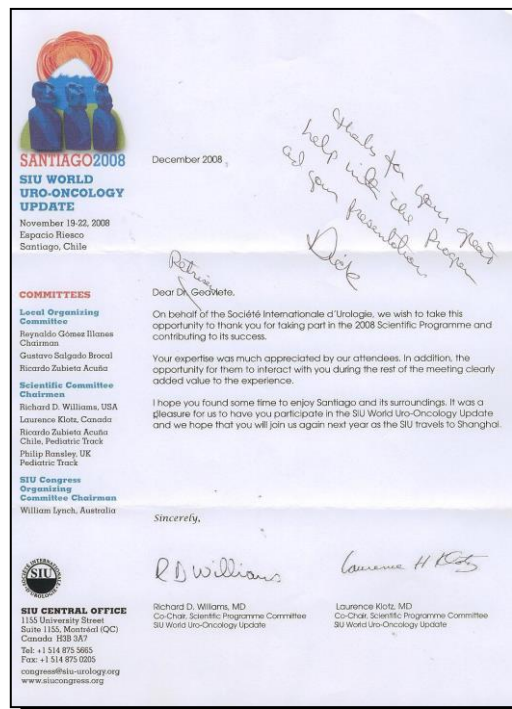 SANTIAGO2008
SIU WORLD
URO-ONCOLOGY
UPDATE
November 19-22, 2008
Espacio Riesco
Santiago, Chile
COMMITTEES
Local Organizing
Committee
Reynaldo Gómez Illanes
Chairman
Gustavo Salgado Brocal
Ricardo Zubieta Acuña
Scientific Committee
Chairmen
Richard D. Williams, USA
Laurence Klotz, Canada
Ricardo Zubieta Acuña
Chile, Pediatric Track
Philip Ransley, UK
Pediatric Track
SIU Congress
Organizing
Committee Chairman
William Lynch, Australia
SIU
SIU CENTRAL OFFICE
1155 University Street
Suite 1155, Montréal (QC)
Canada H3B 3A7
Tel: +1 514 875 5665
Fax: +1 514 875 0205
congress@siu-urology.org
www.siucongress.org
December 2008
thanks for your great
help with the Program
and your presentation
Dick
Dear Dr. Geavlete,
On behalf of the Société Internationale d'Urologie, we wish to take this
opportunity to thank you for taking part in the 2008 Scientific Programme and
contributing to its success.
Your expertise was much appreciated by our attendees. In addition, the
opportunity for them to interact with you during the rest of the meeting clearly
added value to the experience.
I hope you found some time to enjoy Santiago and its surroundings. It was a
pleasure for us to have you participate in the SIU World Uro-Oncology Update
and we hope that you will join us again next year as the SIU travels to Shanghai.
Sincerely,
R D Williams
Laurence H Klotz
Richard D. Williams, MD
Co-Chair, Scientific Programme Committee
SIU World Uro-Oncology Update
Laurence Klotz, MD
Co-Chair, Scientific Programme Committee
SIU World Uro-Oncology Update